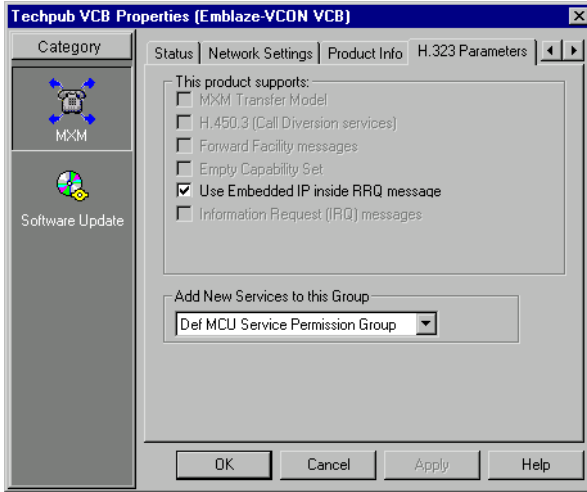 Techpub VCB Properties (Emblaze-VCON VCB)
Category
Status
Network Settings
Product Info
H.323 Parameters
MXM
Software Update
This product supports:
MXM Transfer Model
H.450.3 (Call Diversion services)
Forward Facility messages
Empty Capability Set
Use Embedded IP inside RRQ message
Information Request (IRQ) messages
Add New Services to this Group
Def MCU Service Permission Group
OK
Cancel
Apply
Help